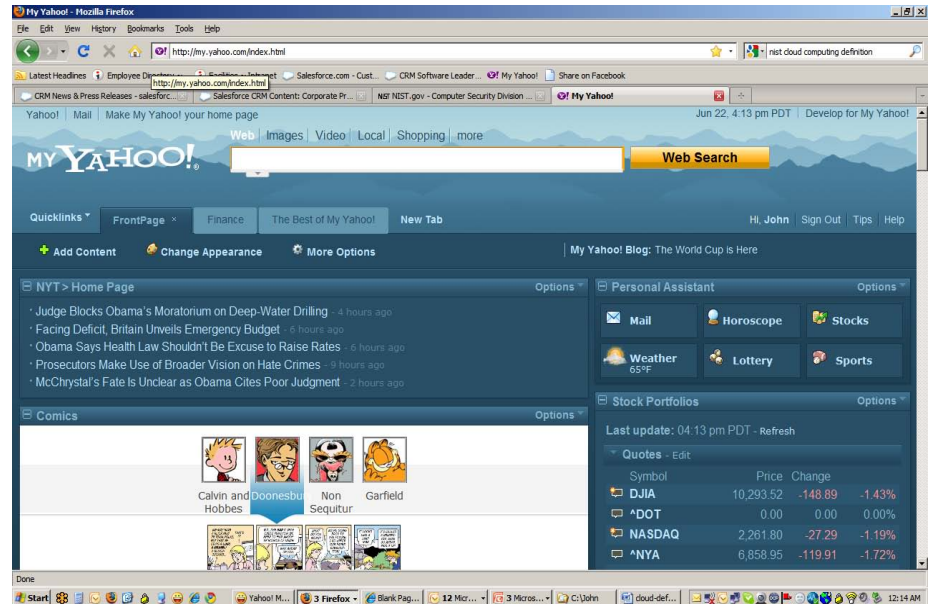 My Yahoo! - Mozilla Firefox
File Edit View History Bookmarks Tools Help
http://my.yahoo.com/index.html
nist cloud computing definition
Latest Headlines Employee Directory Intranet Salesforce.com - Cust... CRM Software Leader... My Yahoo! Share on Facebook
http://my.yahoo.com/index.html
CRM News & Press Releases - salesforc... Salesforce CRM Content: Corporate Pr... NIST NIST.gov - Computer Security Division ... My Yahoo!
Yahoo! Mail Make My Yahoo! your home page
Jun 22, 4:13 pm PDT Develop for My Yahoo!
Web Images Video Local Shopping more
MY YAHOO!
Web Search
Quicklinks FrontPage × Finance The Best of My Yahoo! New Tab
Hi, John Sign Out Tips Help
Add Content Change Appearance More Options
My Yahoo! Blog: The World Cup is Here
NYT > Home Page Options
Judge Blocks Obama's Moratorium on Deep-Water Drilling - 4 hours ago
Facing Deficit, Britain Unveils Emergency Budget - 6 hours ago
Obama Says Health Law Shouldn't Be Excuse to Raise Rates - 6 hours ago
Prosecutors Make Use of Broader Vision on Hate Crimes - 9 hours ago
McChrystal's Fate Is Unclear as Obama Cites Poor Judgment - 2 hours ago
Personal Assistant Options
Mail Horoscope Stocks
Weather Lottery Sports
65°F
Comics Options
Calvin and Hobbes
Doonesbu
Non Sequitur
Garfield
Stock Portfolios Options
Last update: 04:13 pm PDT - Refresh
Quotes - Edit
Symbol Price Change
DJIA 10,293.52 -148.89 -1.43%
^DOT 0.00 0.00 0.00%
NASDAQ 2,261.80 -27.29 -1.19%
^NYA 6,858.95 -119.91 -1.72%
Done
Start Yahoo! M... 3 Firefox Blank Pag... 12 Micr... 3 Micros... C:\John cloud-def... 12:14 AM